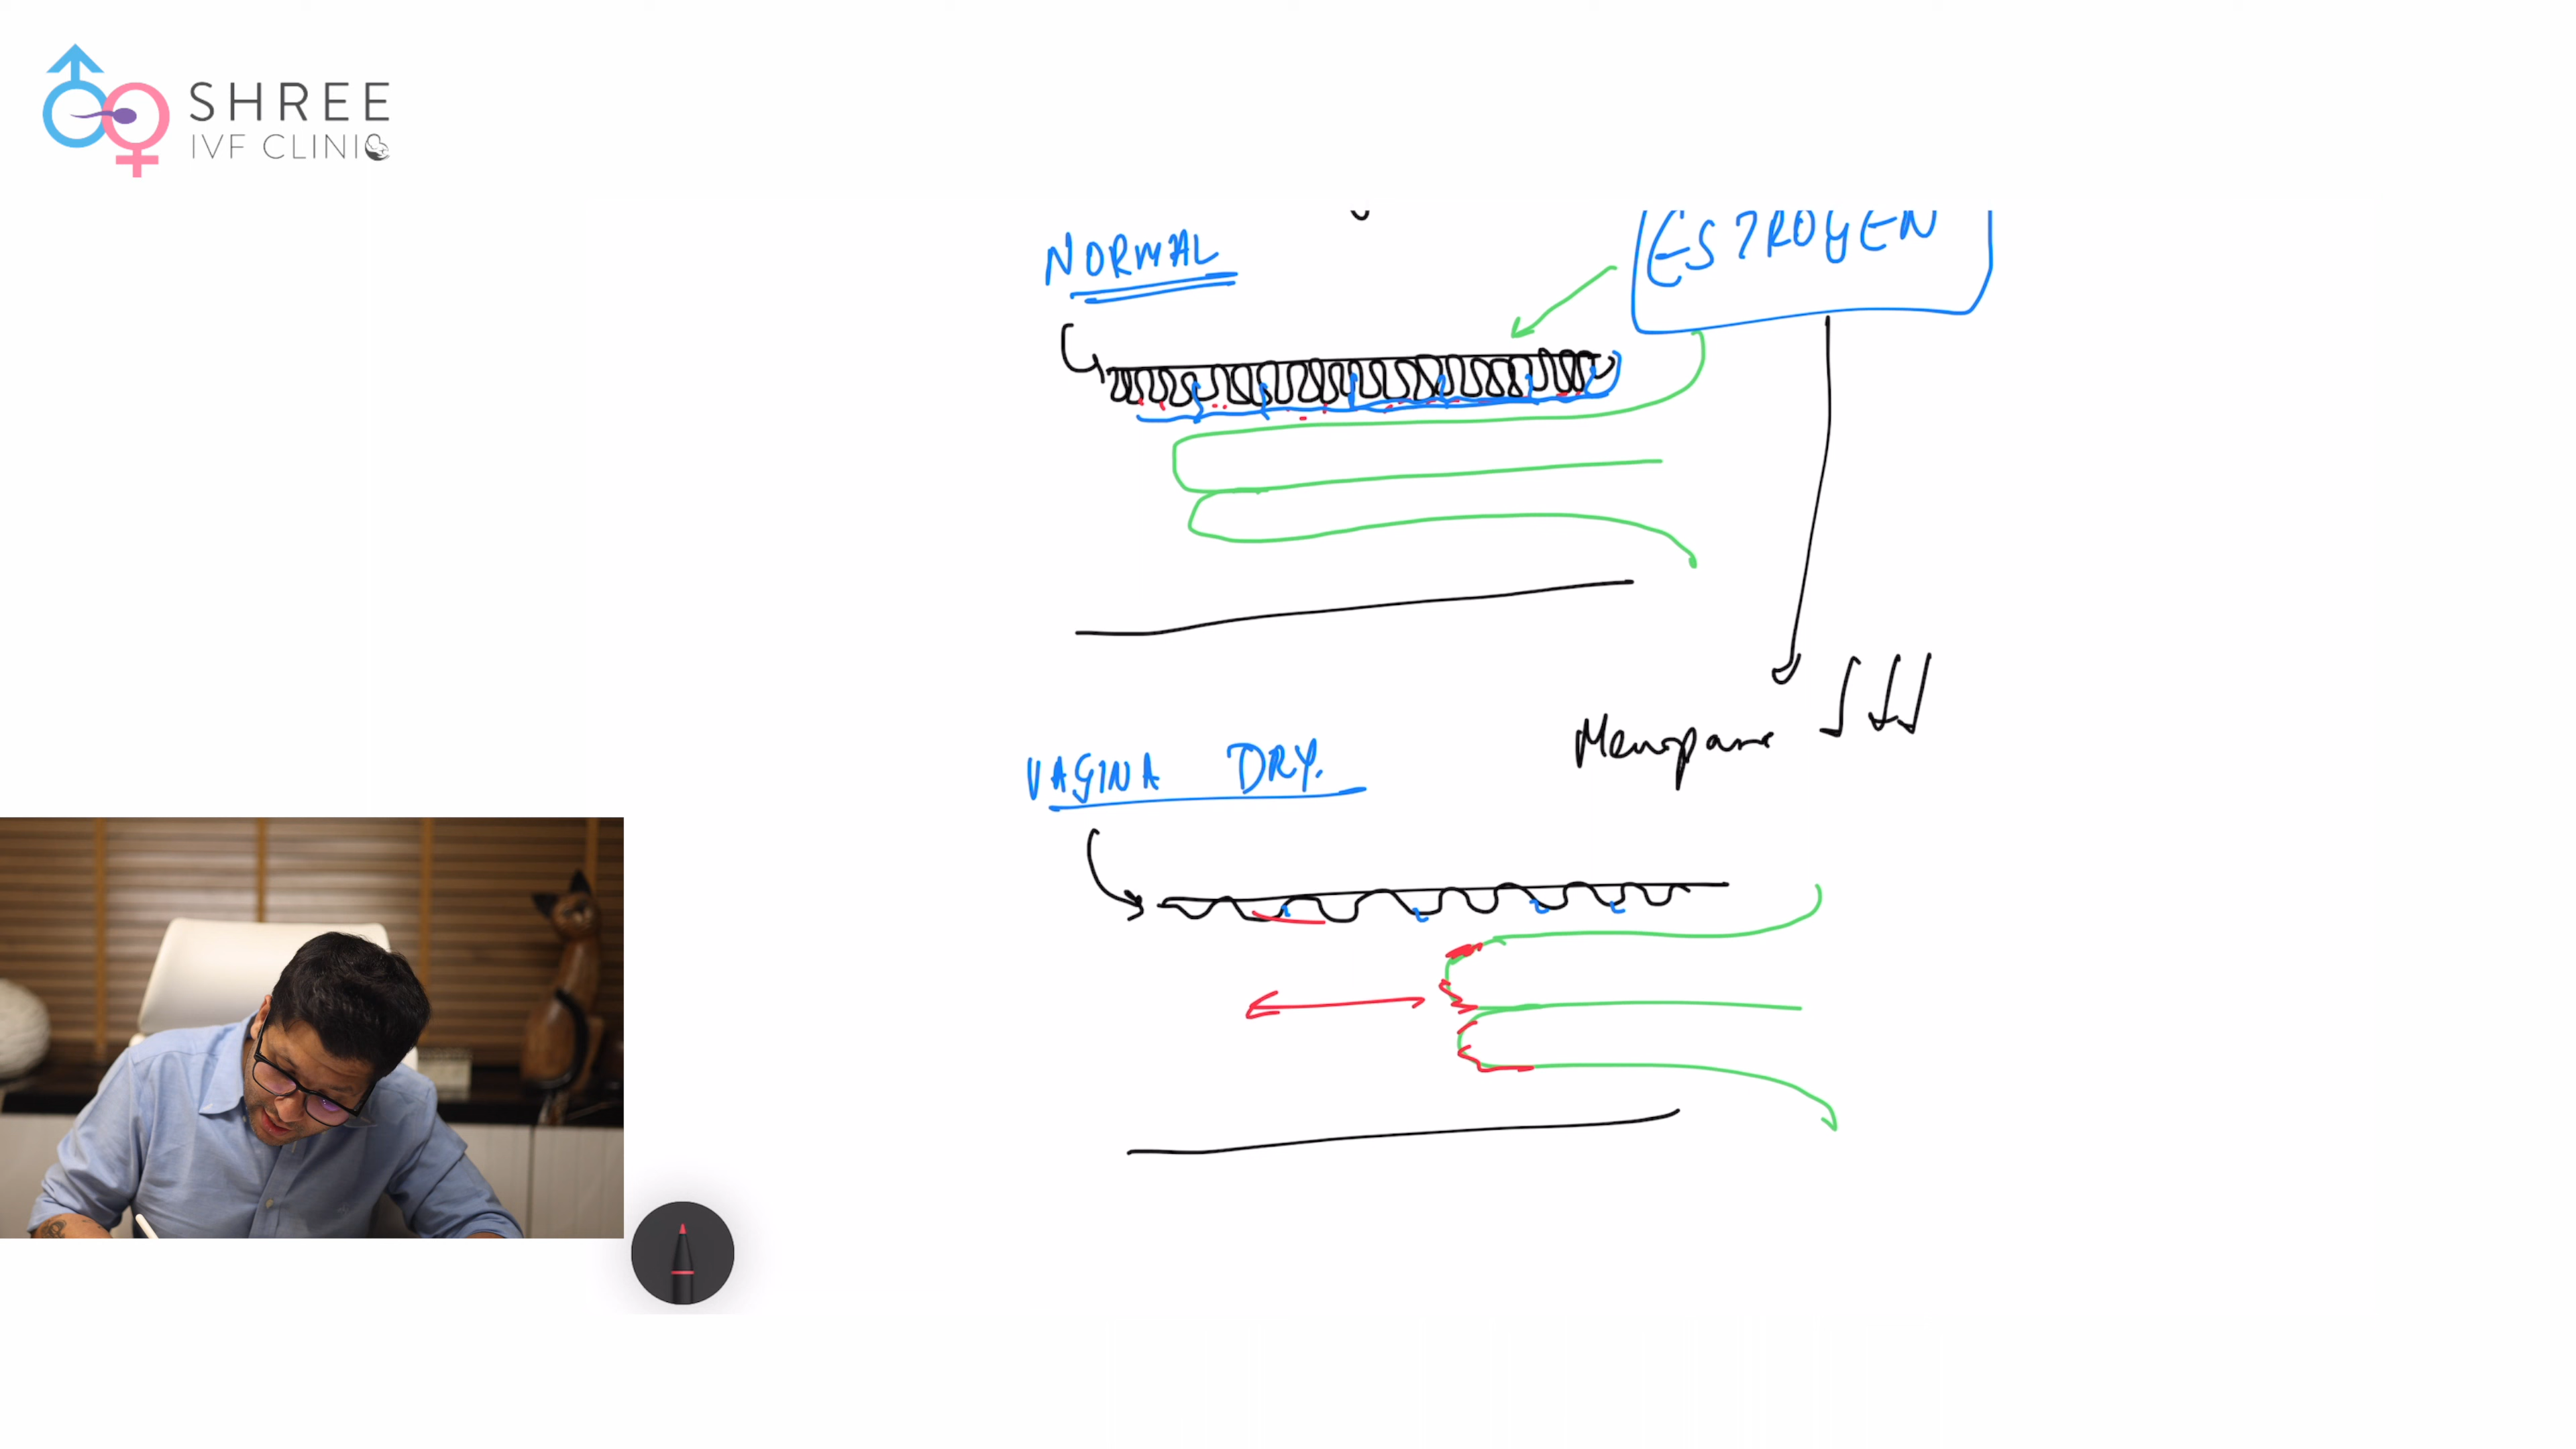 SHREE
IVF CLINIC
ESTROGEN
NORMAL
Menopause
VAGINA DRY.